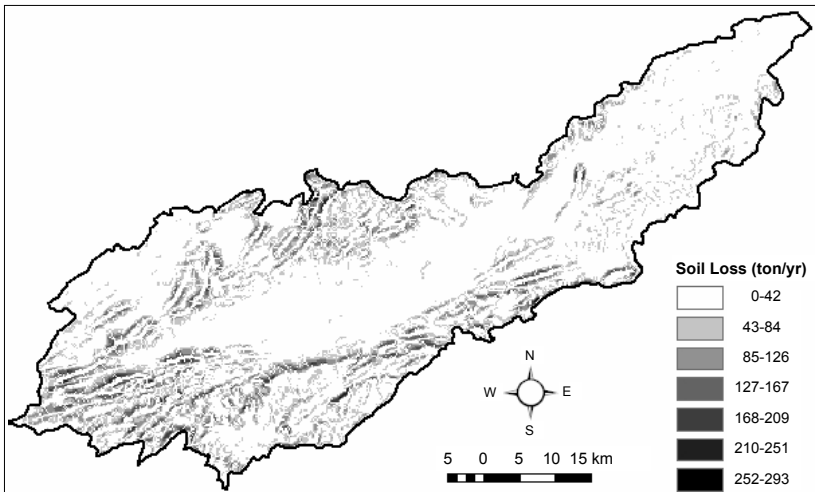 Soil Loss (ton/yr)
0-42
43-84
85-126
127-167
168-209
210-251
252-293
N
W E
S
5 0 5 10 15 km